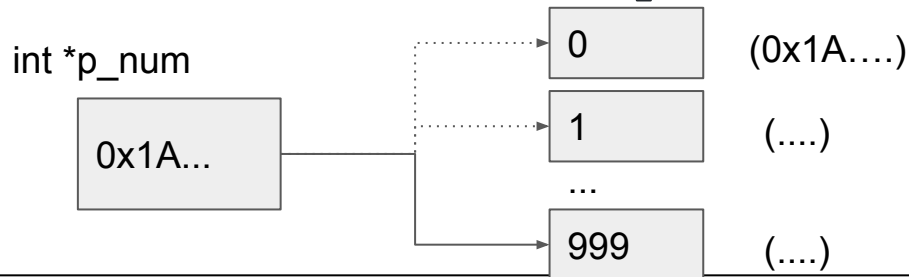 0 (0x1A....)
int *p_num
1 (....)
0x1A...
...
999 (....)